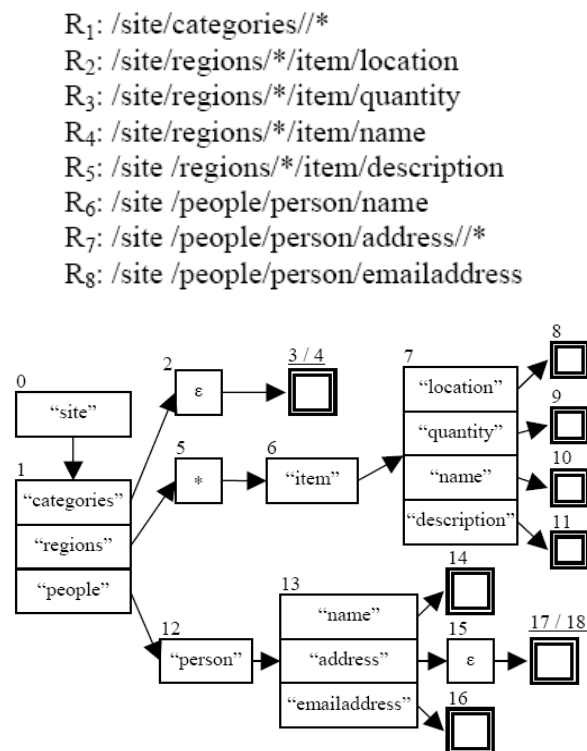 R₁: /site/categories//*
R₂: /site/regions/*/item/location
R₃: /site/regions/*/item/quantity
R₄: /site/regions/*/item/name
R₅: /site /regions/*/item/description
R₆: /site /people/person/name
R₇: /site /people/person/address//*
R₈: /site /people/person/emailaddress
0
“site”
1
“categories”
“regions”
“people”
2
ε
3 / 4
5
*
6
“item”
7
“location”
“quantity”
“name”
“description”
8
9
10
11
12
“person”
13
“name”
“address”
“emailaddress”
14
15
ε
16
17 / 18